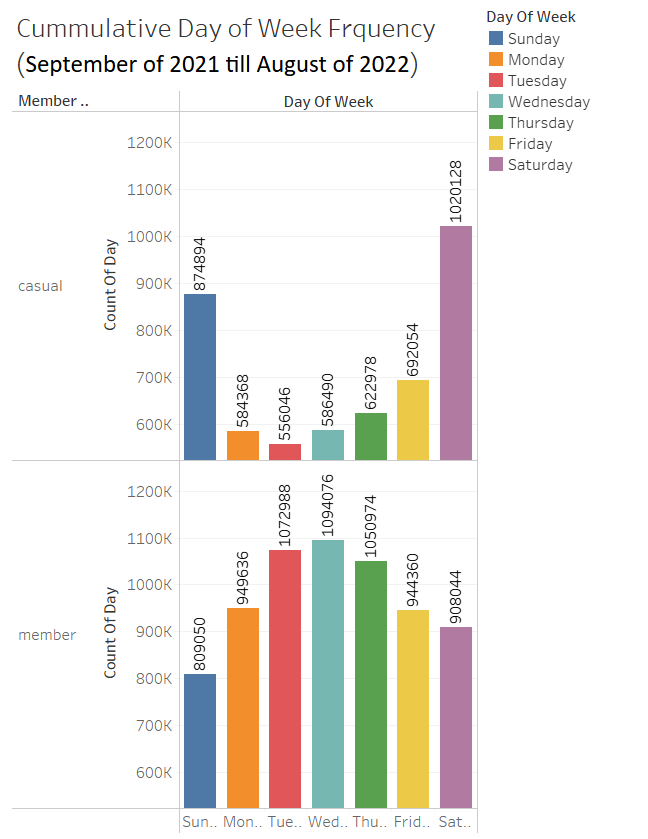 Cummulative Day of Week Frquency
(September of 2021 till August of 2022)
Day Of Week
Sunday
Monday
Tuesday
Wednesday
Thursday
Friday
Saturday
Member ..
Day Of Week
casual
Count Of Day
1200K
1100K
1000K
900K
800K
700K
600K
874894
584368
556046
586490
622978
692054
1020128
member
Count Of Day
1200K
1100K
1000K
900K
800K
700K
600K
809050
949636
1072988
1094076
1050974
944360
908044
Sun.. Mon.. Tue.. Wed.. Thu.. Frid.. Sat..